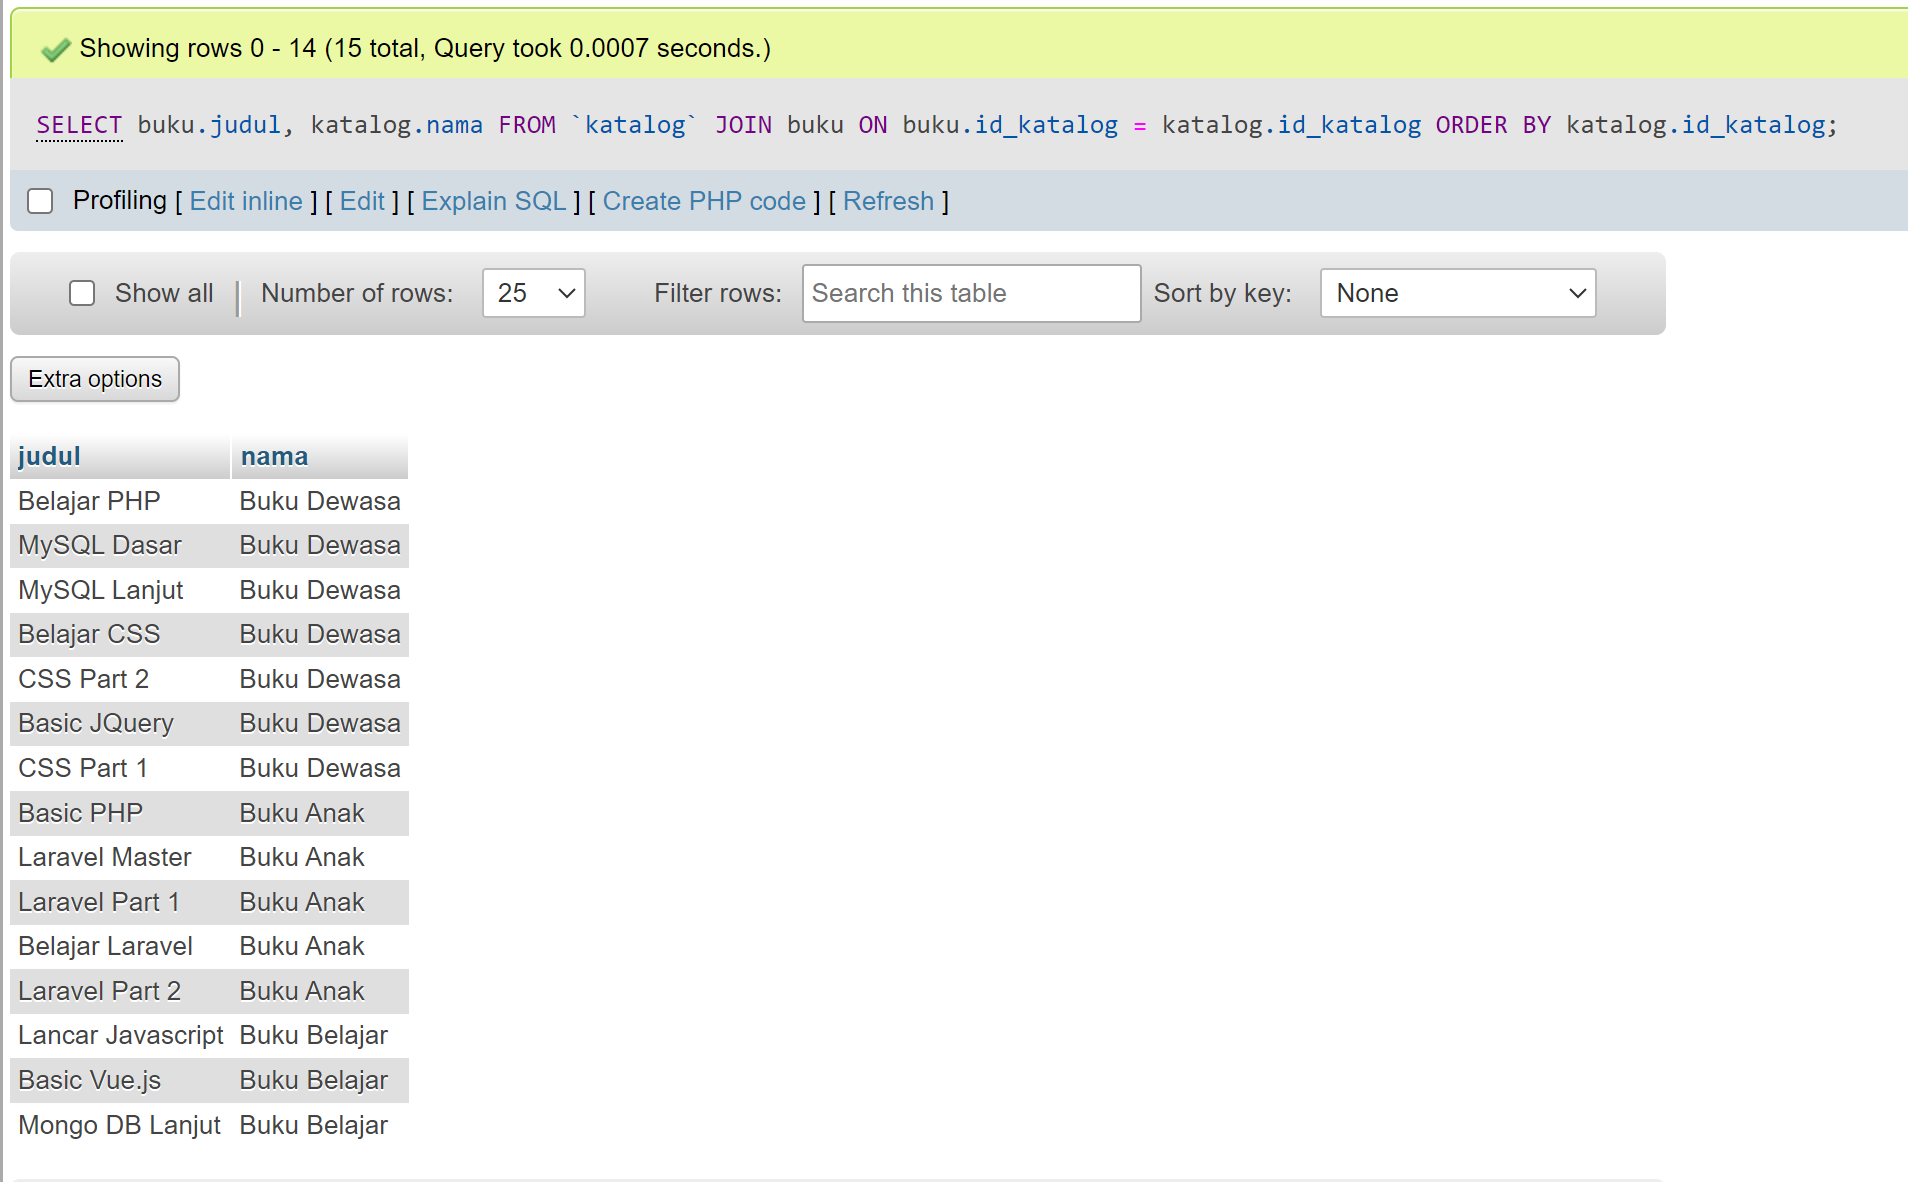 Showing rows 0 - 14 (15 total, Query took 0.0007 seconds.)
SELECT buku.judul, katalog.nama FROM `katalog` JOIN buku ON buku.id_katalog = katalog.id_katalog ORDER BY katalog.id_katalog;
Profiling [ Edit inline ] [ Edit ] [ Explain SQL ] [ Create PHP code ] [ Refresh ]
Show all | Number of rows: 25 Filter rows: Search this table Sort by key: None
Extra options
judul nama
Belajar PHP Buku Dewasa
MySQL Dasar Buku Dewasa
MySQL Lanjut Buku Dewasa
Belajar CSS Buku Dewasa
CSS Part 2 Buku Dewasa
Basic JQuery Buku Dewasa
CSS Part 1 Buku Dewasa
Basic PHP Buku Anak
Laravel Master Buku Anak
Laravel Part 1 Buku Anak
Belajar Laravel Buku Anak
Laravel Part 2 Buku Anak
Lancar Javascript Buku Belajar
Basic Vue.js Buku Belajar
Mongo DB Lanjut Buku Belajar